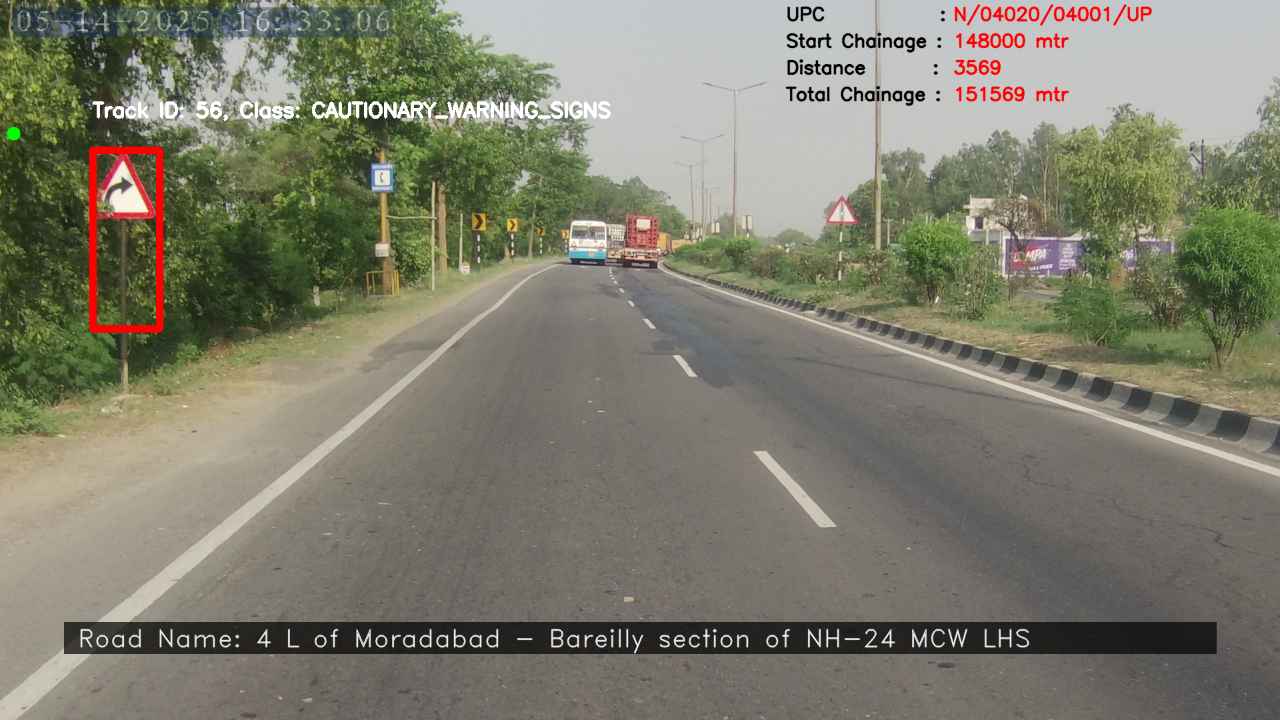 05-14-2025 16:33:06
UPC : N/04020/04001/UP
Start Chainage : 148000 mtr
Distance : 3569
Total Chainage : 151569 mtr
Track ID: 56, Class: CAUTIONARY_WARNING_SIGNS
Road Name: 4 L of Moradabad - Bareilly section of NH-24 MCW LHS